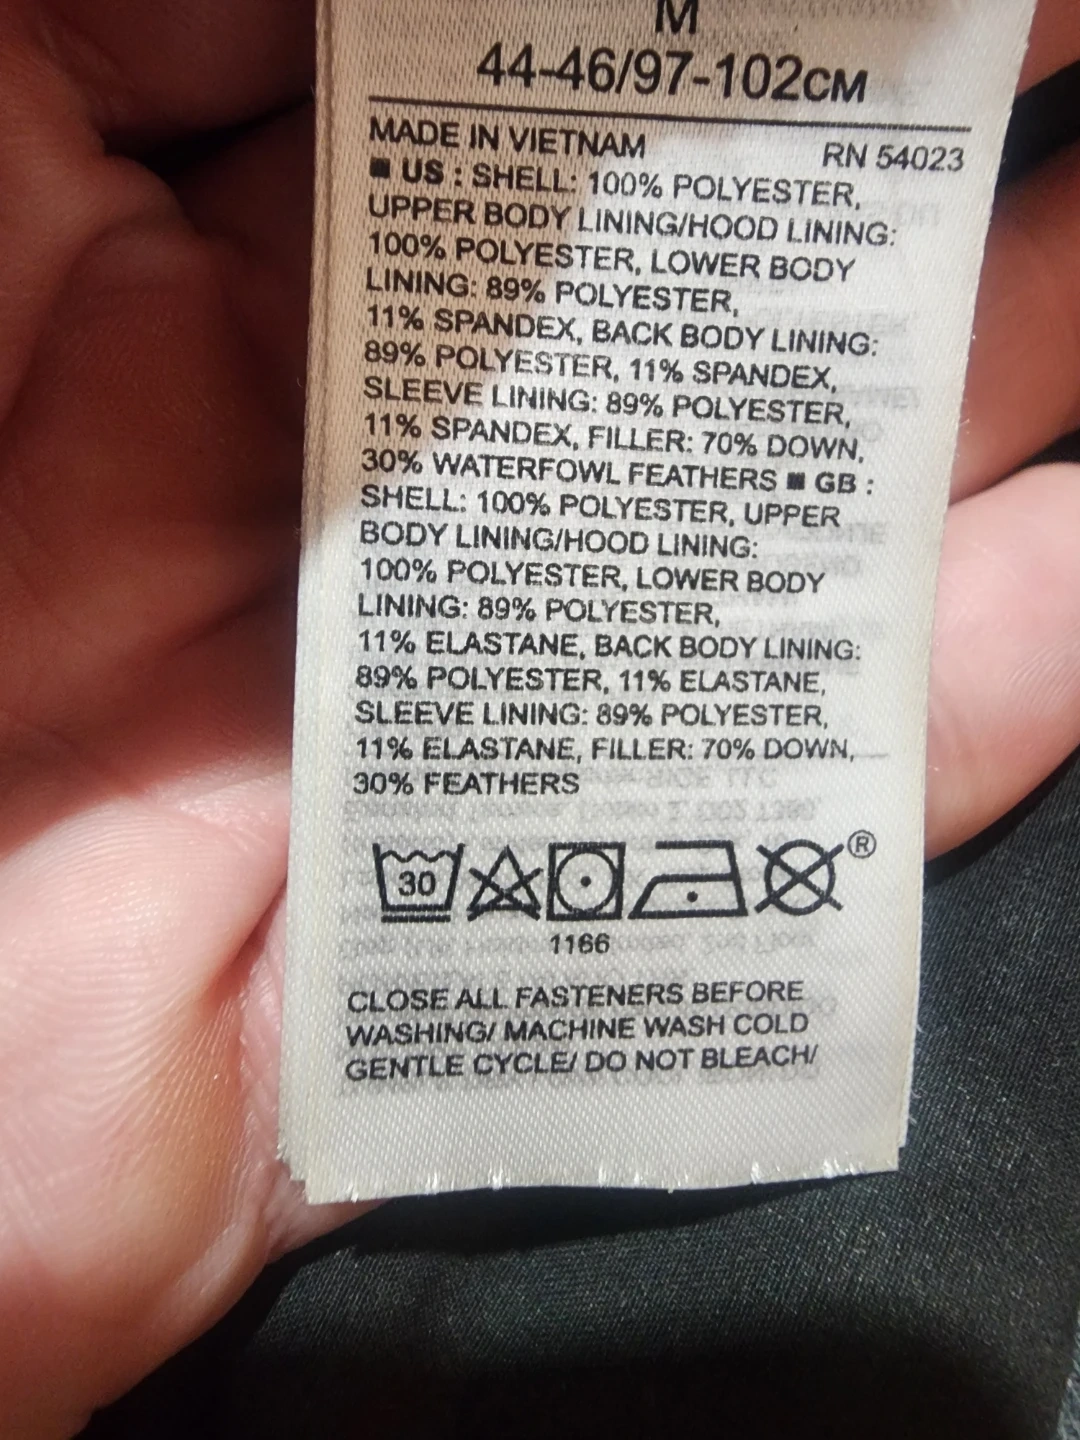 M
44-46/97-102CM
MADE IN VIETNAM RN 54023
■ US : SHELL: 100% POLYESTER,
UPPER BODY LINING/HOOD LINING:
100% POLYESTER, LOWER BODY
LINING: 89% POLYESTER,
11% SPANDEX, BACK BODY LINING:
89% POLYESTER, 11% SPANDEX,
SLEEVE LINING: 89% POLYESTER,
11% SPANDEX, FILLER: 70% DOWN,
30% WATERFOWL FEATHERS ■ GB :
SHELL: 100% POLYESTER, UPPER
BODY LINING/HOOD LINING:
100% POLYESTER, LOWER BODY
LINING: 89% POLYESTER,
11% ELASTANE, BACK BODY LINING:
89% POLYESTER, 11% ELASTANE,
SLEEVE LINING: 89% POLYESTER,
11% ELASTANE, FILLER: 70% DOWN,
30% FEATHERS
30 ®
1166
CLOSE ALL FASTENERS BEFORE
WASHING/ MACHINE WASH COLD
GENTLE CYCLE/ DO NOT BLEACH/